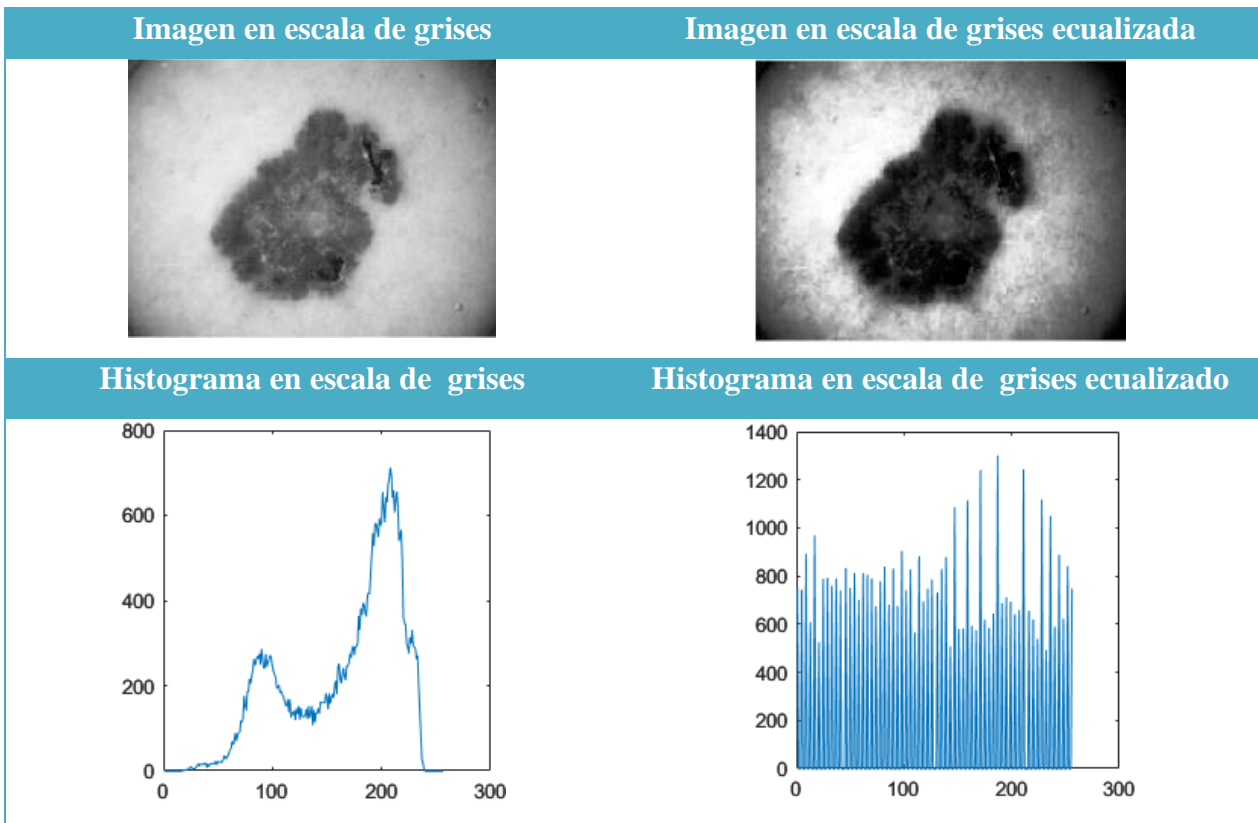 Imagen en escala de grises
Imagen en escala de grises ecualizada
Histograma en escala de grises
Histograma en escala de grises ecualizado
800
600
400
200
0
0 100 200 300
1400
1200
1000
800
600
400
200
0
0 100 200 300